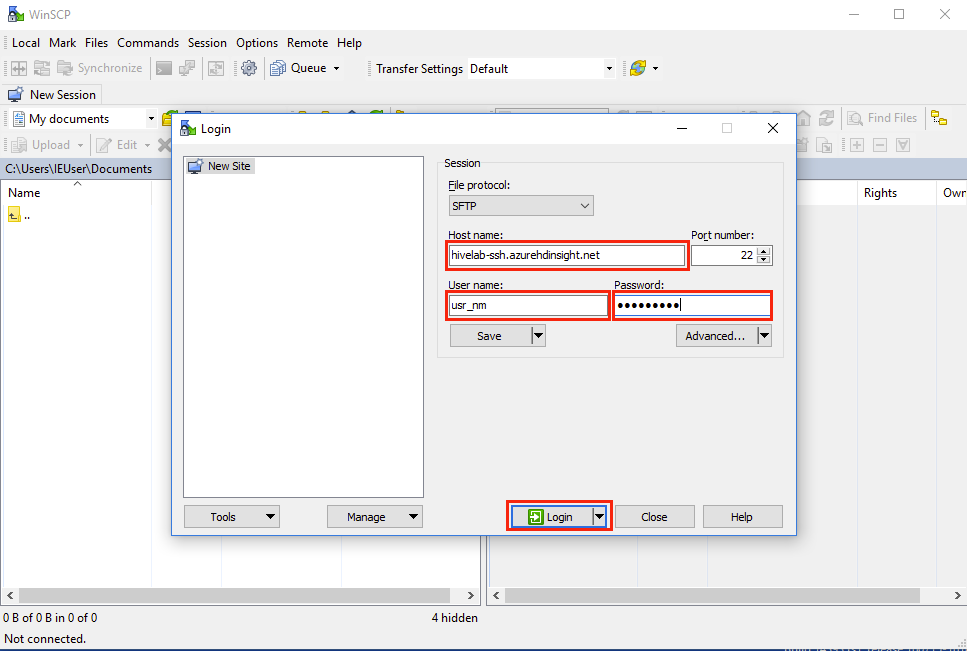 WinSCP
Local Mark Files Commands Session Options Remote Help
Synchronize Queue Transfer Settings Default
New Session
My documents Find Files
Upload Edit
C:\Users\IEUser\Documents
Name Rights Own
..
Login
New Site
Session
File protocol:
SFTP
Host name: Port number:
hivelab-ssh.azurehdinsight.net 22
User name: Password:
usr_nm ●●●●●●●●●
Save Advanced...
Tools Manage Login Close Help
0 B of 0 B in 0 of 0 4 hidden
Not connected.